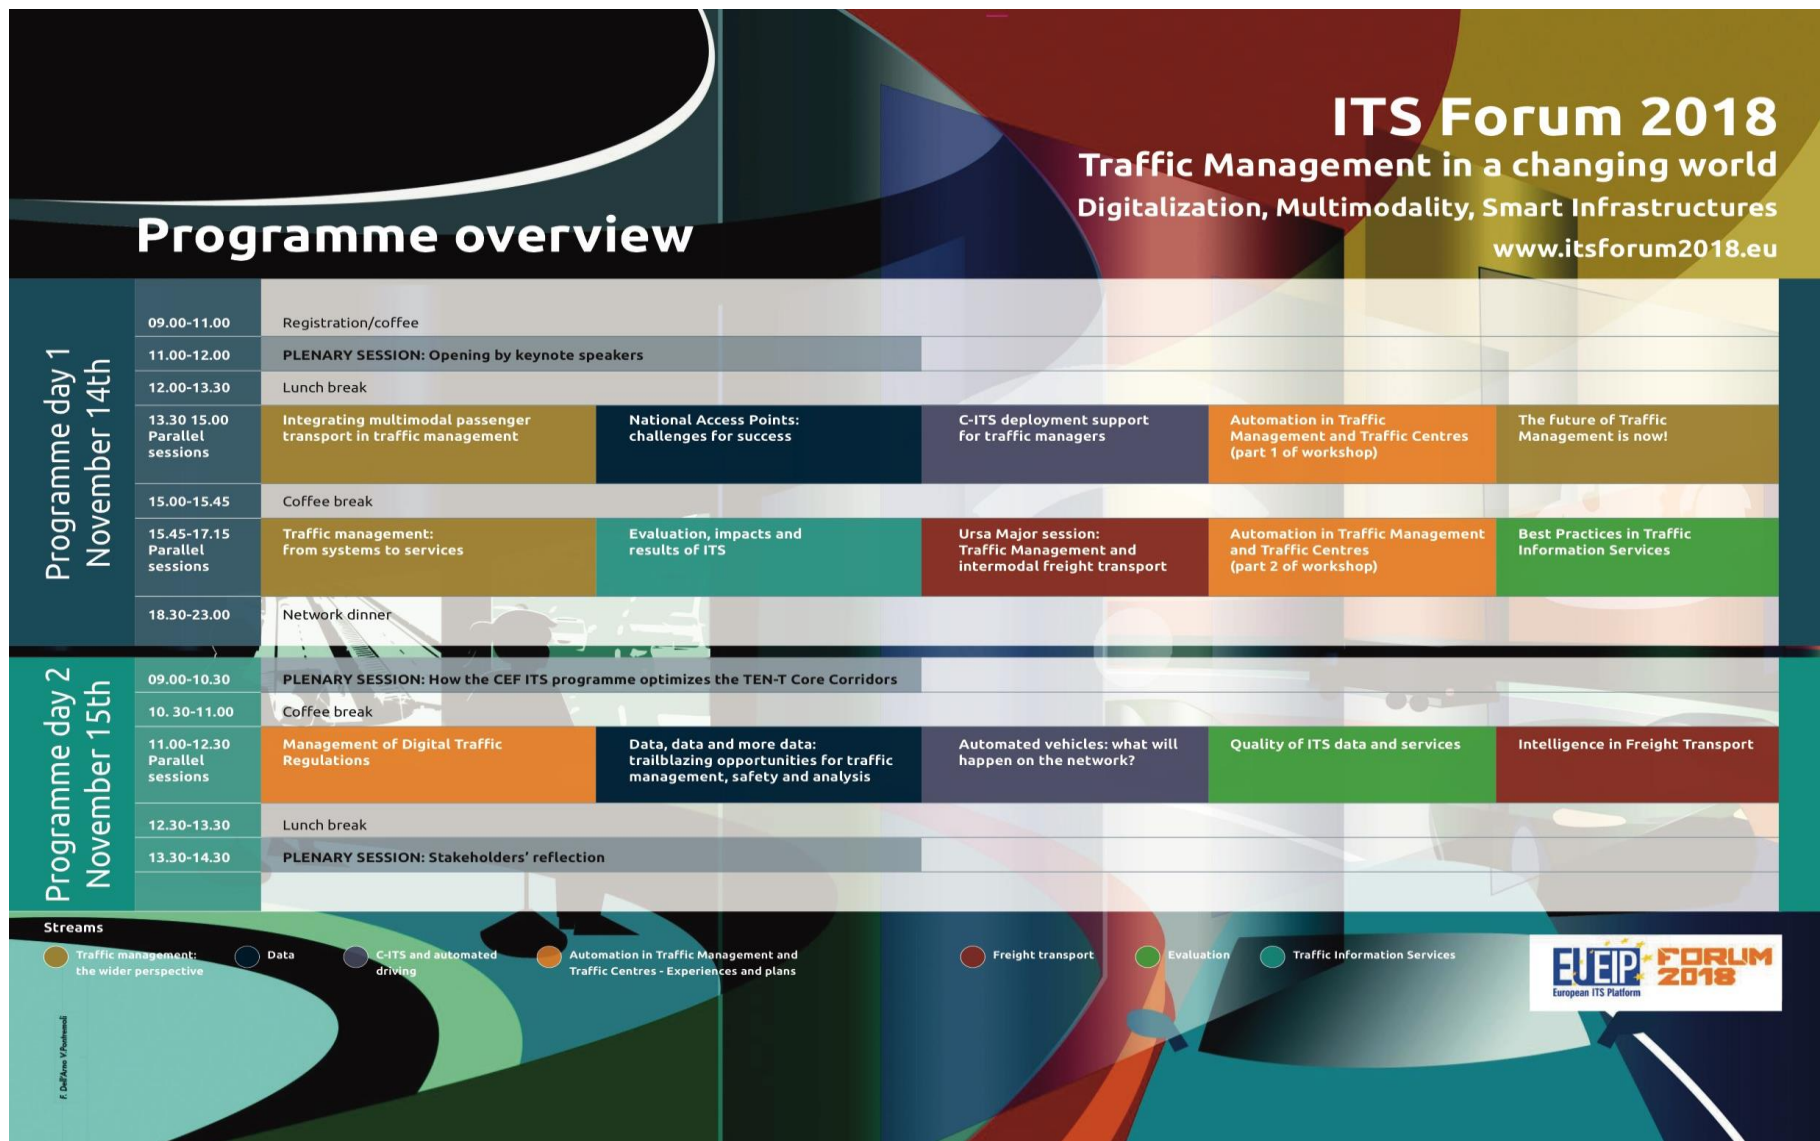 ITS Forum 2018
Traffic Management in a changing world
Digitalization, Multimodality, Smart Infrastructures
www.itsforum2018.eu
Programme overview
Programme day 1
November 14th
09.00-11.00
Registration/coffee
11.00-12.00
PLENARY SESSION: Opening by keynote speakers
12.00-13.30
Lunch break
13.30 15.00
Parallel
sessions
Integrating multimodal passenger
transport in traffic management
National Access Points:
challenges for success
C-ITS deployment support
for traffic managers
Automation in Traffic
Management and Traffic Centres
(part 1 of workshop)
The future of Traffic
Management is now!
15.00-15.45
Coffee break
15.45-17.15
Parallel
sessions
Traffic management:
from systems to services
Evaluation, impacts and
results of ITS
Ursa Major session:
Traffic Management and
intermodal freight transport
Automation in Traffic Management
and Traffic Centres
(part 2 of workshop)
Best Practices in Traffic
Information Services
18.30-23.00
Network dinner
Programme day 2
November 15th
09.00-10.30
PLENARY SESSION: How the CEF ITS programme optimizes the TEN-T Core Corridors
10. 30-11.00
Coffee break
11.00-12.30
Parallel
sessions
Management of Digital Traffic
Regulations
Data, data and more data:
trailblazing opportunities for traffic
management, safety and analysis
Automated vehicles: what will
happen on the network?
Quality of ITS data and services
Intelligence in Freight Transport
12.30-13.30
Lunch break
13.30-14.30
PLENARY SESSION: Stakeholders’ reflection
Streams
Traffic management:
the wider perspective
Data
C-ITS and automated
driving
Automation in Traffic Management and
Traffic Centres - Experiences and plans
Freight transport
Evaluation
Traffic Information Services
EU EIP
European ITS Platform
FORUM
2018
F. Dell'Arno V.Pontremoli